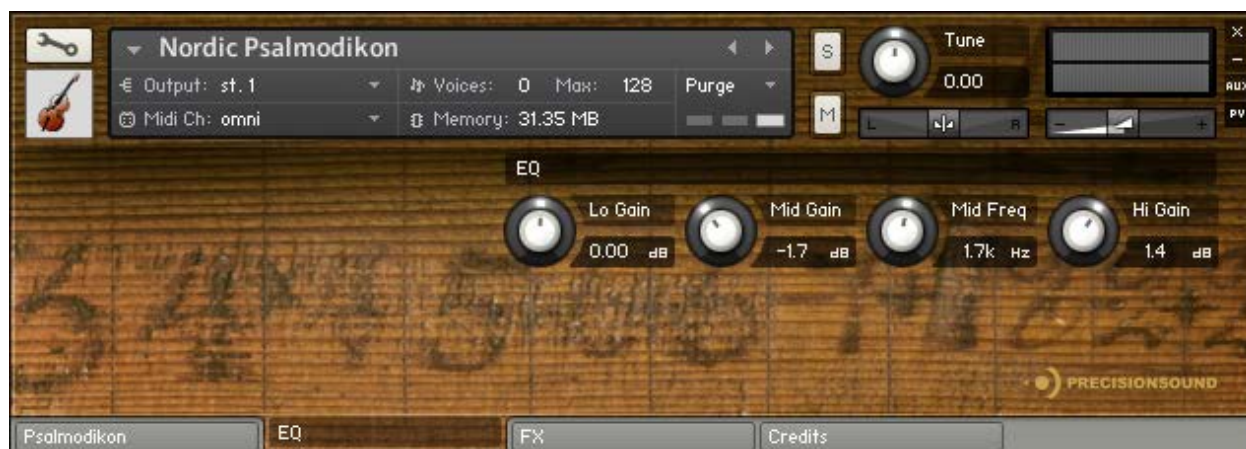 Nordic Psalmodikon
S
Tune
0.00
Output: st. 1
Voices: 0 Max: 128
Purge
Midi Ch: omni
Memory: 31.35 MB
M
L
R
-
+
×
-
AUX
PV
EQ
Lo Gain
Mid Gain
Mid Freq
Hi Gain
0.00 dB
-1.7 dB
1.7k Hz
1.4 dB
PRECISIONSOUND
Psalmodikon
EQ
FX
Credits